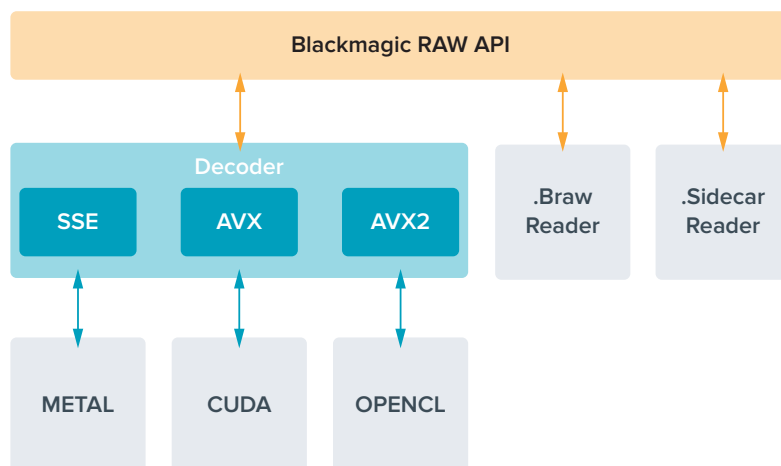 Blackmagic RAW API
Decoder
SSE
AVX
AVX2
.Braw
Reader
.Sidecar
Reader
METAL
CUDA
OPENCL